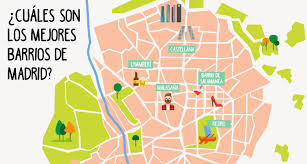 ¿CUÁLES SON
LOS MEJORES
BARRIOS DE
MADRID?
CASTELLANA
CHAMBERÍ
BARRIO DE
SALAMANCA
MALASAÑA
RETIRO